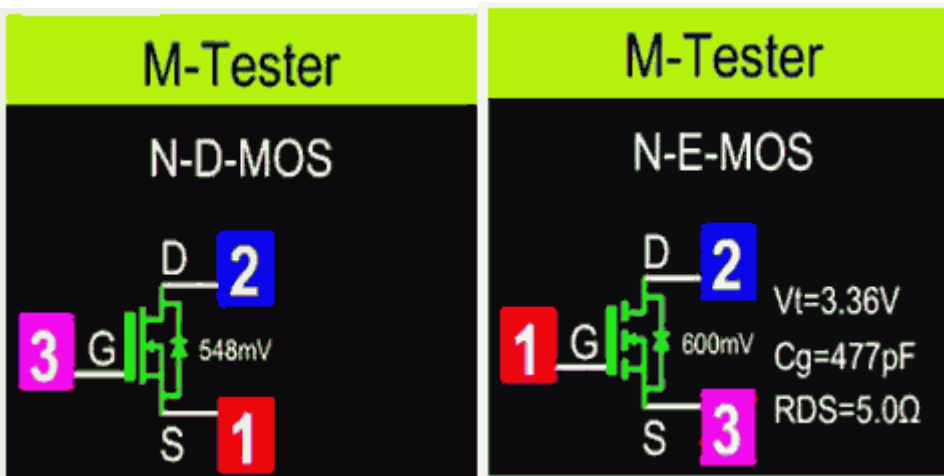 M-Tester
N-D-MOS
D 2
3 G 548mV
S 1
M-Tester
N-E-MOS
D 2
Vt=3.36V
1 G 600mV
Cg=477pF
RDS=5.0Ω
S 3